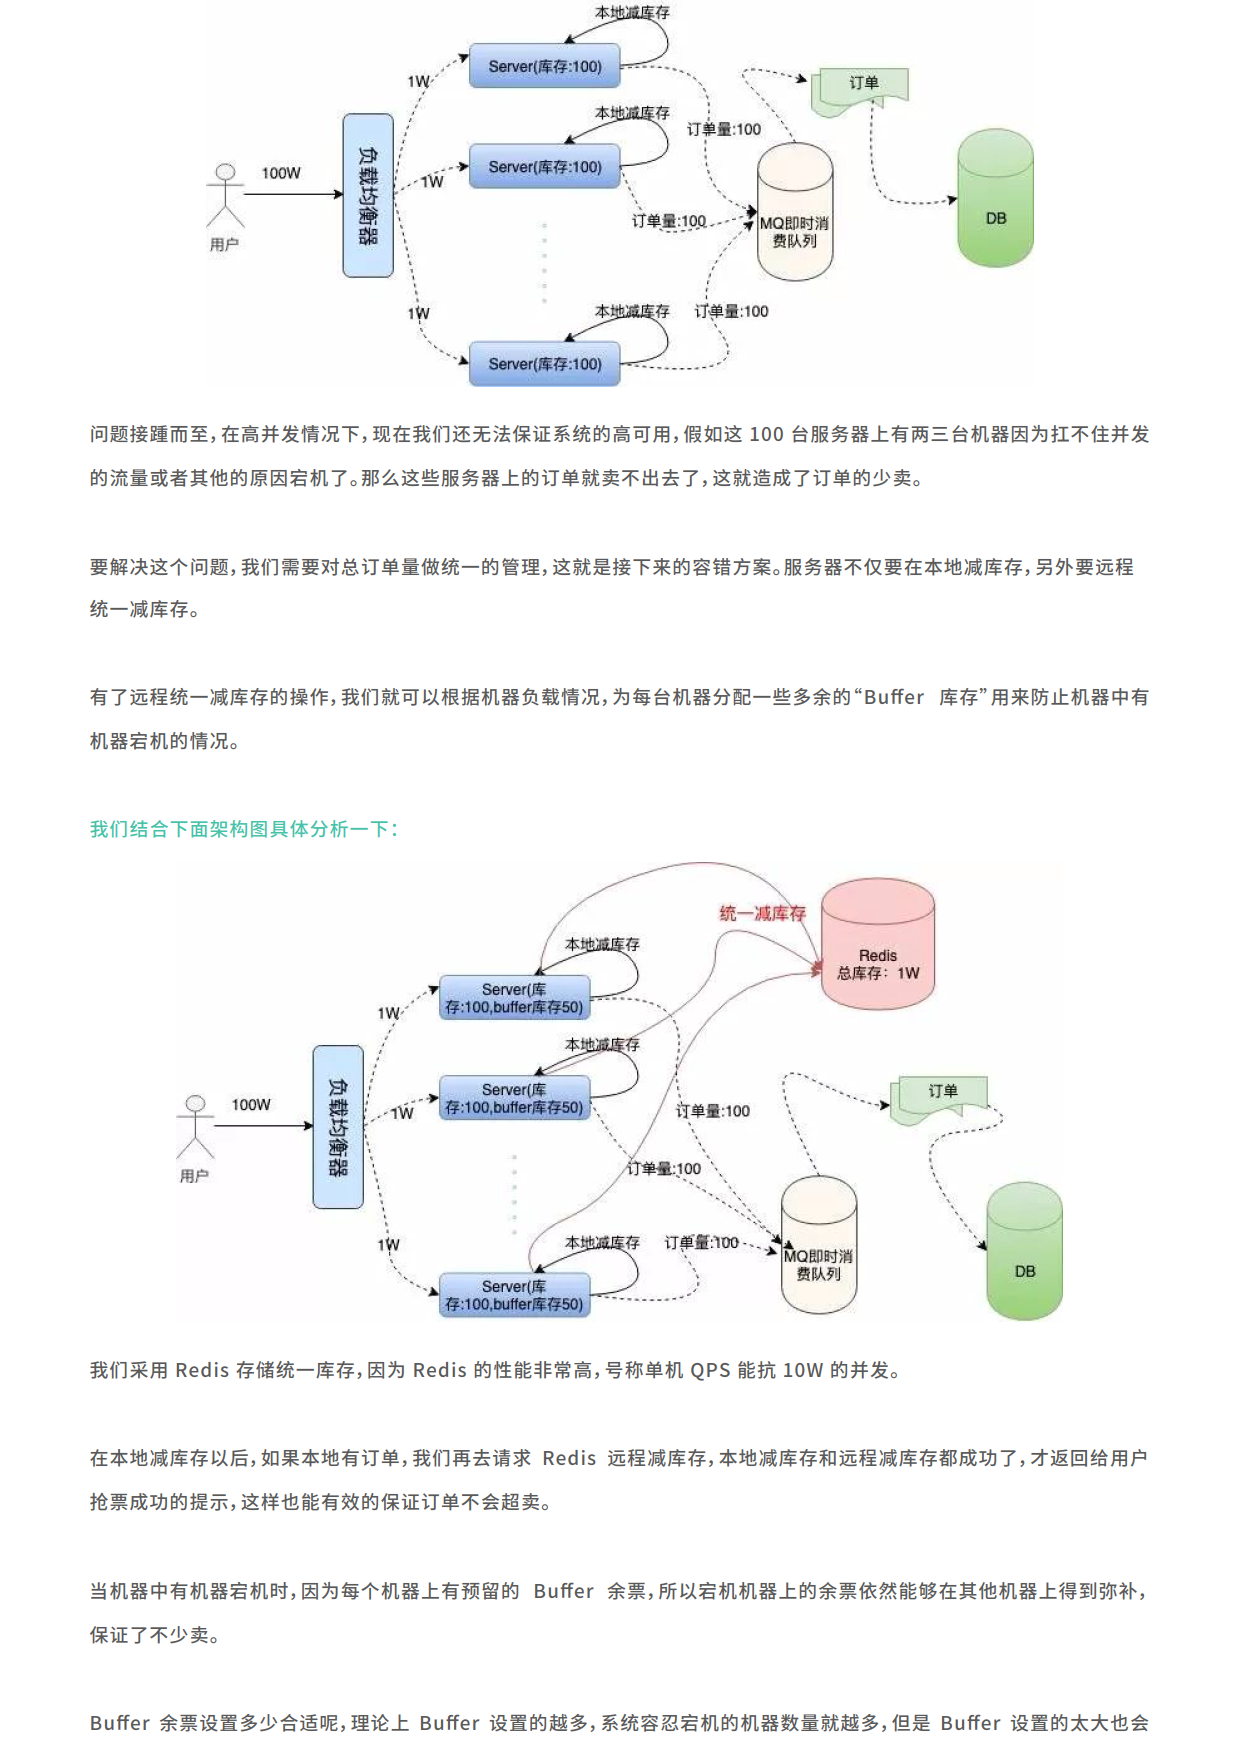 本地减库存
Server(库存:100)
1W
订单
本地减库存
订单量:100
负载均衡器
100W
Server(库存:100)
1W
用户
订单量:100
MQ即时消
费队列
DB
1W
本地减库存
订单量:100
Server(库存:100)
问题接踵而至，在高并发情况下，现在我们还无法保证系统的高可用，假如这 100 台服务器上有两三台机器因为扛不住并发
的流量或者其他的原因宕机了。那么这些服务器上的订单就卖不出去了，这就造成了订单的少卖。
要解决这个问题，我们需要对总订单量做统一的管理，这就是接下来的容错方案。服务器不仅要在本地减库存，另外要远程
统一减库存。
有了远程统一减库存的操作，我们就可以根据机器负载情况，为每台机器分配一些多余的“Buffer 库存”用来防止机器中有
机器宕机的情况。
我们结合下面架构图具体分析一下：
统一减库存
Redis
总库存：1W
本地减库存
Server(库
存:100,buffer库存50)
1W
本地减库存
Server(库
存:100,buffer库存50)
订单
负载均衡器
100W
1W
订单量:100
用户
订单量:100
1W
本地减库存
订单量:100
MQ即时消
费队列
DB
Server(库
存:100,buffer库存50)
我们采用 Redis 存储统一库存，因为 Redis 的性能非常高，号称单机 QPS 能抗 10W 的并发。
在本地减库存以后，如果本地有订单，我们再去请求 Redis 远程减库存，本地减库存和远程减库存都成功了，才返回给用户
抢票成功的提示，这样也能有效的保证订单不会超卖。
当机器中有机器宕机时，因为每个机器上有预留的 Buffer 余票，所以宕机机器上的余票依然能够在其他机器上得到弥补，
保证了不少卖。
Buffer 余票设置多少合适呢，理论上 Buffer 设置的越多，系统容忍宕机的机器数量就越多，但是 Buffer 设置的太大也会